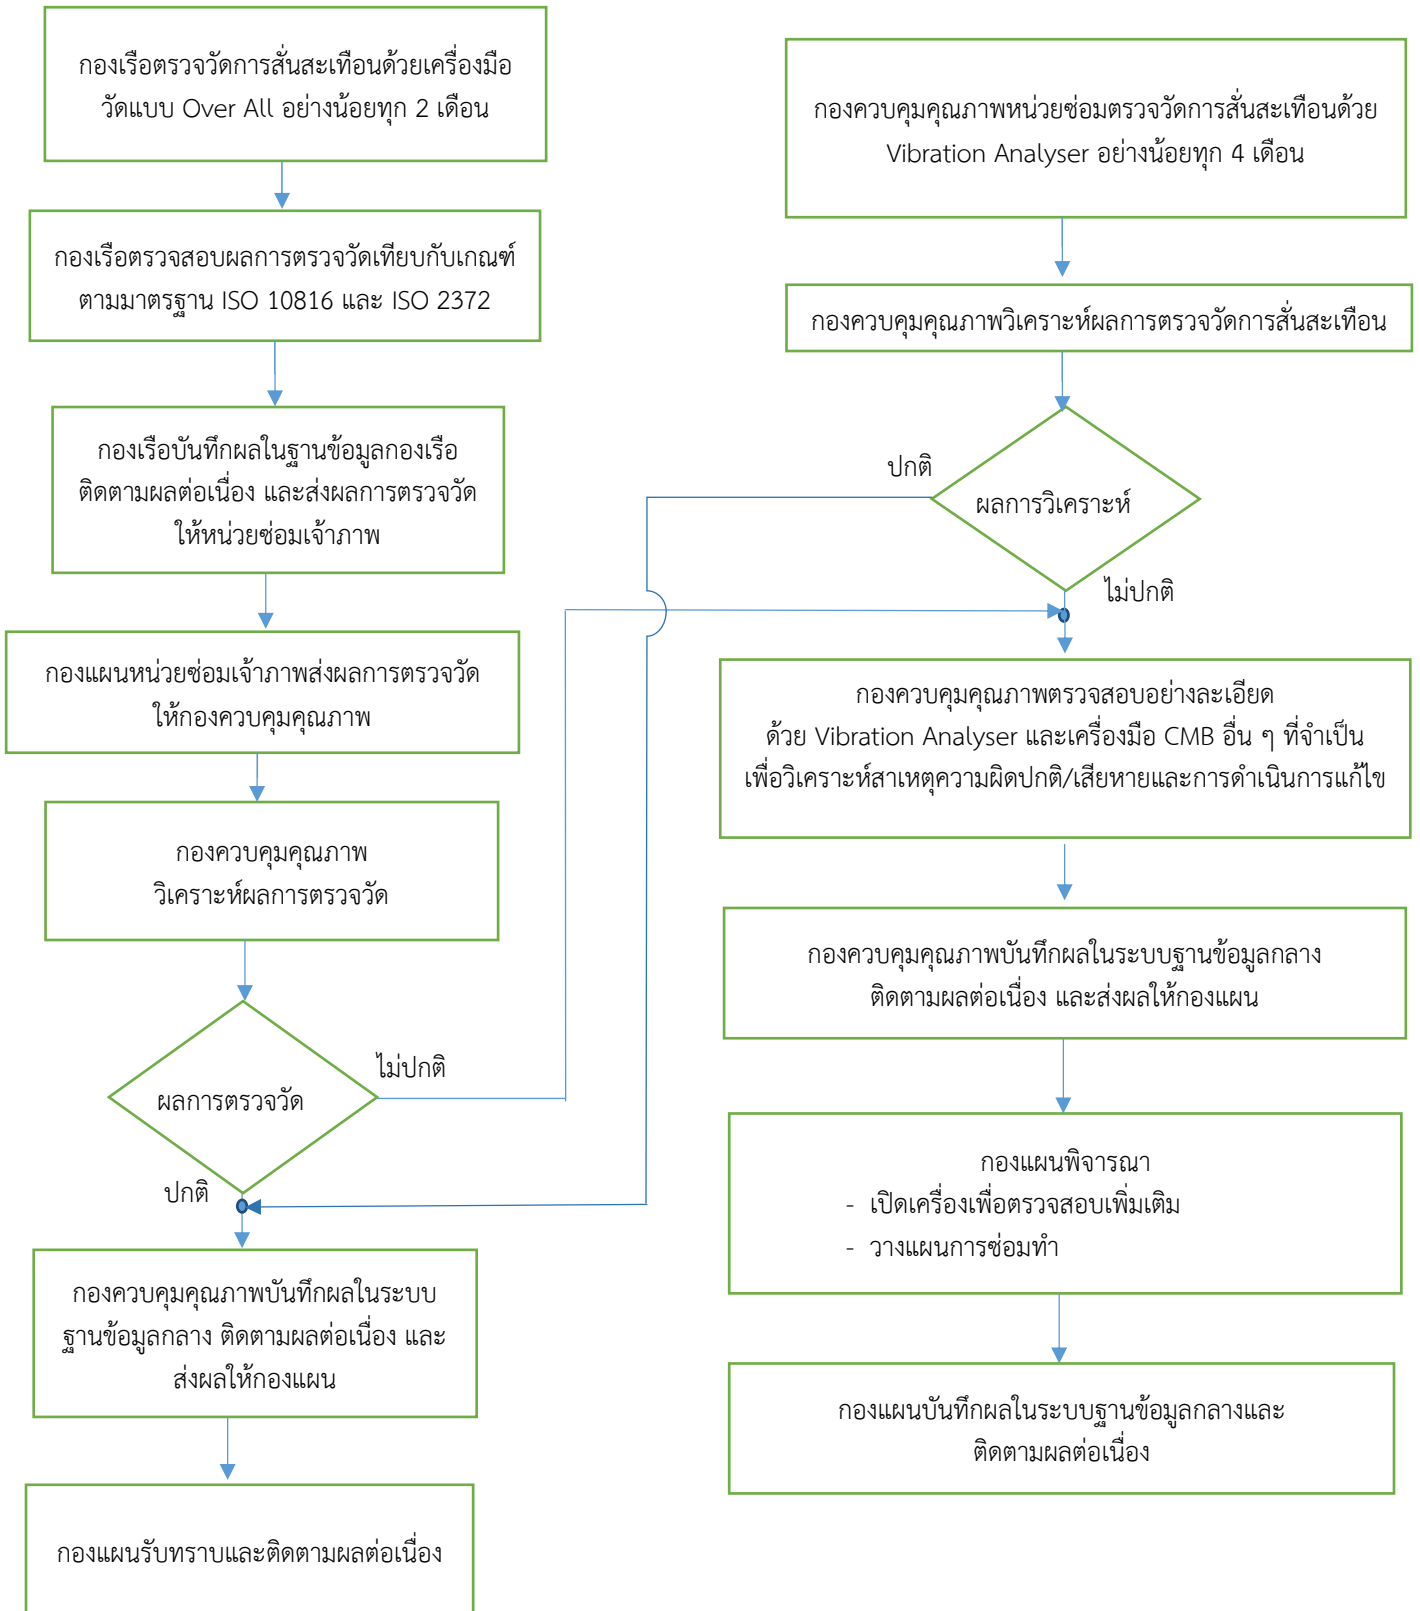 กองเรือตรวจวัดการสั่นสะเทือนด้วยเครื่องมือ
วัดแบบ Over All อย่างน้อยทุก 2 เดือน
กองเรือตรวจสอบผลการตรวจวัดเทียบกับเกณฑ์
ตามมาตรฐาน ISO 10816 และ ISO 2372
กองเรือบันทึกผลในฐานข้อมูลกองเรือ
ติดตามผลต่อเนื่อง และส่งผลการตรวจวัด
ให้หน่วยซ่อมเจ้าภาพ
กองแผนหน่วยซ่อมเจ้าภาพส่งผลการตรวจวัด
ให้กองควบคุมคุณภาพ
กองควบคุมคุณภาพ
วิเคราะห์ผลการตรวจวัด
ผลการตรวจวัด
ไม่ปกติ
ปกติ
กองควบคุมคุณภาพบันทึกผลในระบบ
ฐานข้อมูลกลาง ติดตามผลต่อเนื่อง และ
ส่งผลให้กองแผน
กองแผนรับทราบและติดตามผลต่อเนื่อง
กองควบคุมคุณภาพหน่วยซ่อมตรวจวัดการสั่นสะเทือนด้วย
Vibration Analyser อย่างน้อยทุก 4 เดือน
กองควบคุมคุณภาพวิเคราะห์ผลการตรวจวัดการสั่นสะเทือน
ปกติ
ผลการวิเคราะห์
ไม่ปกติ
กองควบคุมคุณภาพตรวจสอบอย่างละเอียด
ด้วย Vibration Analyser และเครื่องมือ CMB อื่น ๆ ที่จำเป็น
เพื่อวิเคราะห์สาเหตุความผิดปกติ/เสียหายและการดำเนินการแก้ไข
กองควบคุมคุณภาพบันทึกผลในระบบฐานข้อมูลกลาง
ติดตามผลต่อเนื่อง และส่งผลให้กองแผน
กองแผนพิจารณา
- เปิดเครื่องเพื่อตรวจสอบเพิ่มเติม
- วางแผนการซ่อมทำ
กองแผนบันทึกผลในระบบฐานข้อมูลกลางและ
ติดตามผลต่อเนื่อง